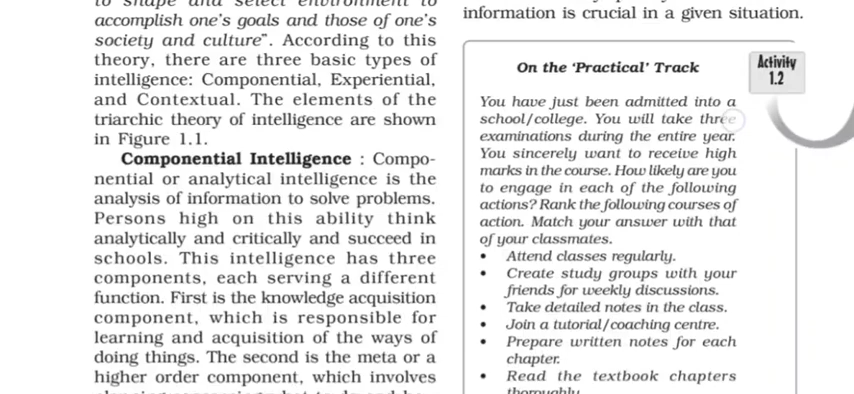 to shape and select environment to
accomplish one's goals and those of one's
society and culture". According to this
theory, there are three basic types of
intelligence: Componential, Experiential,
and Contextual. The elements of the
triarchic theory of intelligence are shown
in Figure 1.1.
Componential Intelligence : Compo-
nential or analytical intelligence is the
analysis of information to solve problems.
Persons high on this ability think
analytically and critically and succeed in
schools. This intelligence has three
components, each serving a different
function. First is the knowledge acquisition
component, which is responsible for
learning and acquisition of the ways of
doing things. The second is the meta or a
higher order component, which involves
information is crucial in a given situation.
Activity
1.2
On the 'Practical' Track
You have just been admitted into a
school/college. You will take three
examinations during the entire year.
You sincerely want to receive high
marks in the course. How likely are you
to engage in each of the following
actions? Rank the following courses of
action. Match your answer with that
of your classmates.
• Attend classes regularly.
• Create study groups with your
friends for weekly discussions.
• Take detailed notes in the class.
• Join a tutorial/coaching centre.
• Prepare written notes for each
chapter.
• Read the textbook chapters
thoroughly.